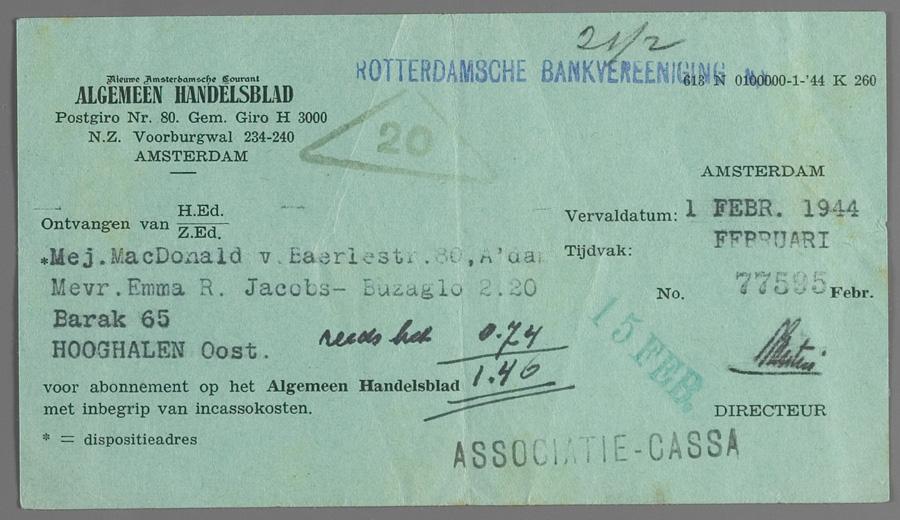 21/2
ROTTERDAMSCHE BANKVEREENIGING N.V.
613 N 0100000-1-'44 K 260
Nieuwe Amsterdamsche Courant
ALGEMEEN HANDELSBLAD
Postgiro Nr. 80. Gem. Giro H 3000
N.Z. Voorburgwal 234-240
AMSTERDAM
20
AMSTERDAM
Vervaldatum: 1 FEBR. 1944
Tijdvak: FEBRUARI
No. 77595 Febr.
Ontvangen van H.Ed.
Z.Ed.
*Mej.MacDonald v.Baerlestr.80,A'dam
Mevr.Emma R. Jacobs- Buzaglo 2.20
Barak 65
HOOGHALEN Oost.
reeds bet 0.74
1.46
voor abonnement op het Algemeen Handelsblad
met inbegrip van incassokosten.
* = dispositieadres
15 FEB.
DIRECTEUR
ASSOCIATIE-CASSA